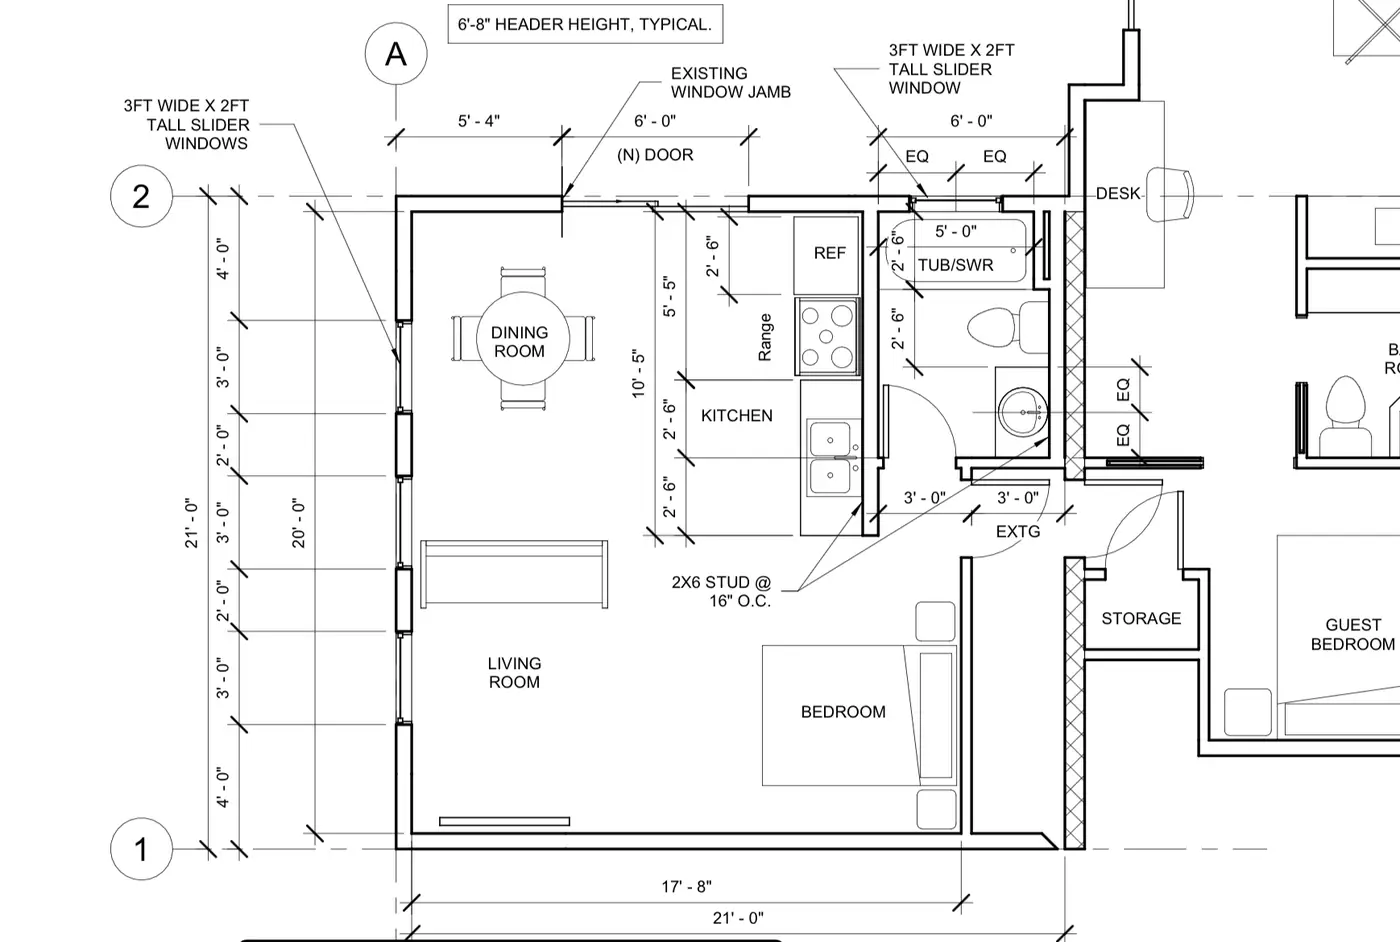 6'-8" HEADER HEIGHT, TYPICAL.
A
3FT WIDE X 2FT
TALL SLIDER
WINDOW
EXISTING
WINDOW JAMB
3FT WIDE X 2FT
TALL SLIDER
WINDOWS
5' - 4"
6' - 0"
6' - 0"
(N) DOOR
EQ
EQ
2
DESK
4' - 0"
2' - 6"
REF
2' - 6"
5' - 0"
TUB/SWR
5' - 5"
Range
2' - 6"
DINING
ROOM
3' - 0"
10' - 5"
EQ
KITCHEN
2' - 6"
EQ
2' - 0"
2' - 6"
3' - 0"
3' - 0"
21' - 0"
3' - 0"
20' - 0"
EXTG
2X6 STUD @
16" O.C.
2' - 0"
STORAGE
GUEST
BEDROOM
LIVING
ROOM
3' - 0"
BEDROOM
4' - 0"
1
17' - 8"
21' - 0"